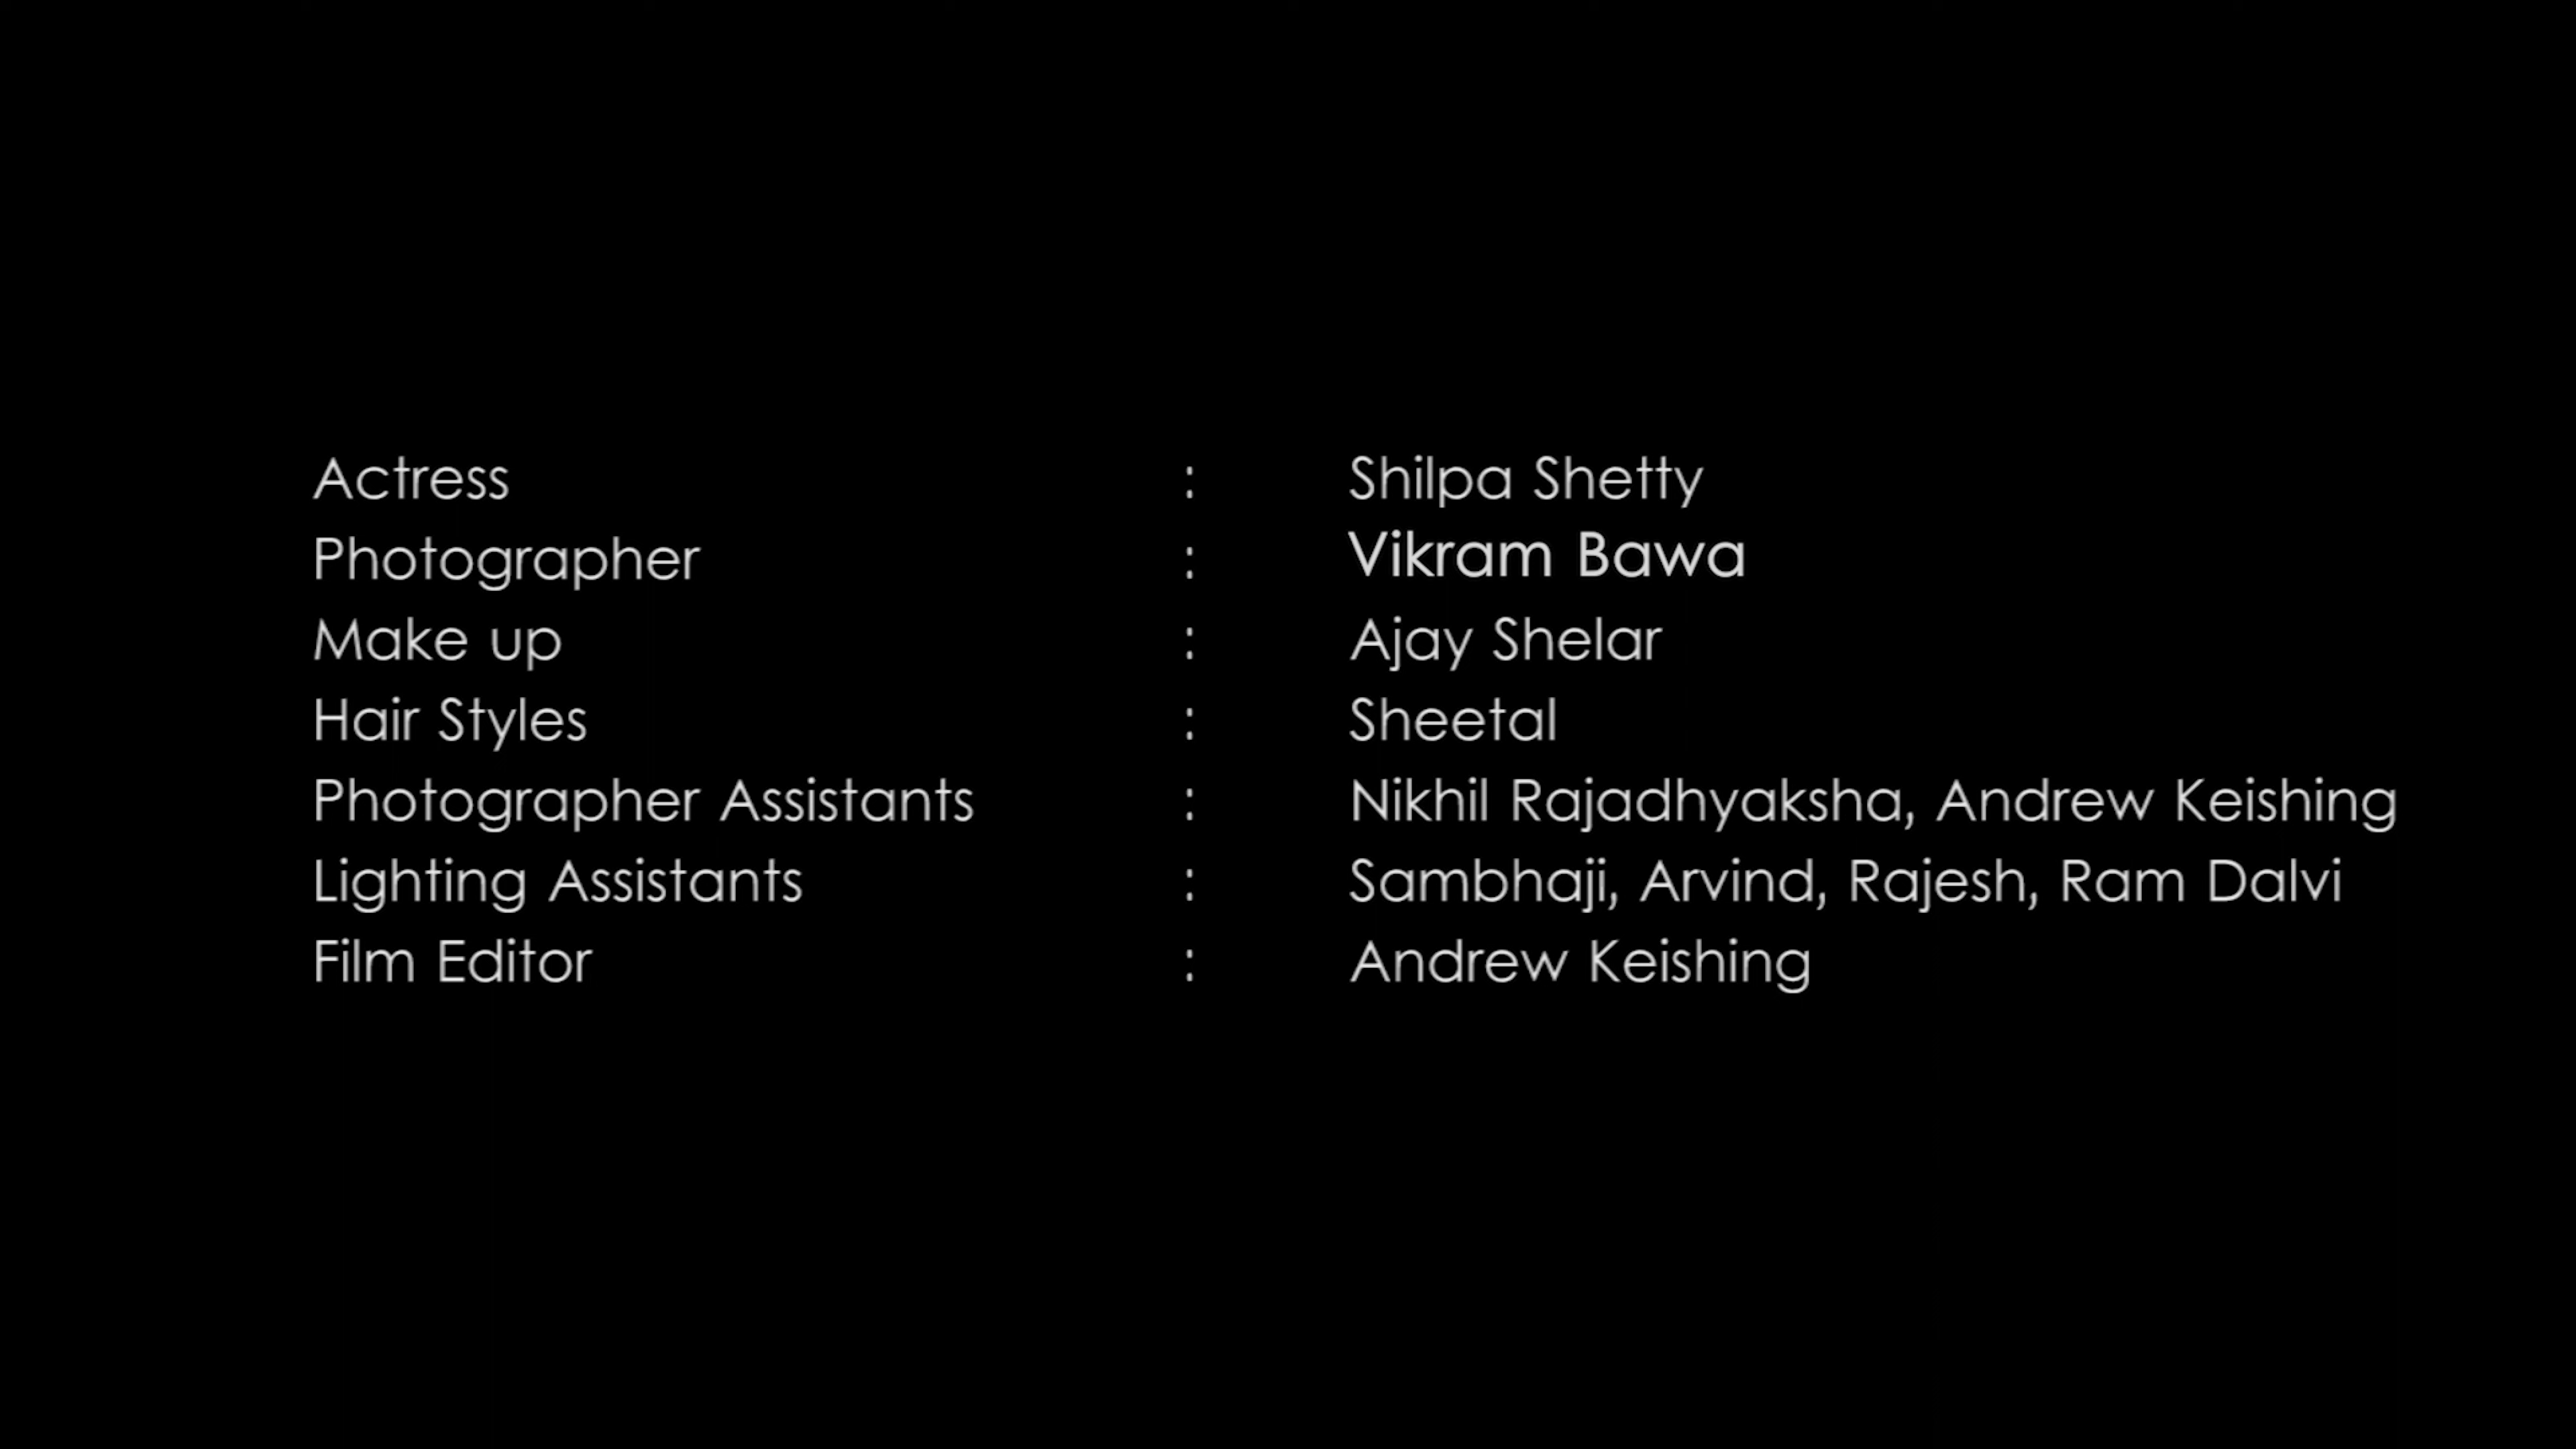 Actress : Shilpa Shetty
Photographer : Vikram Bawa
Make up : Ajay Shelar
Hair Styles : Sheetal
Photographer Assistants : Nikhil Rajadhyaksha, Andrew Keishing
Lighting Assistants : Sambhaji, Arvind, Rajesh, Ram Dalvi
Film Editor : Andrew Keishing